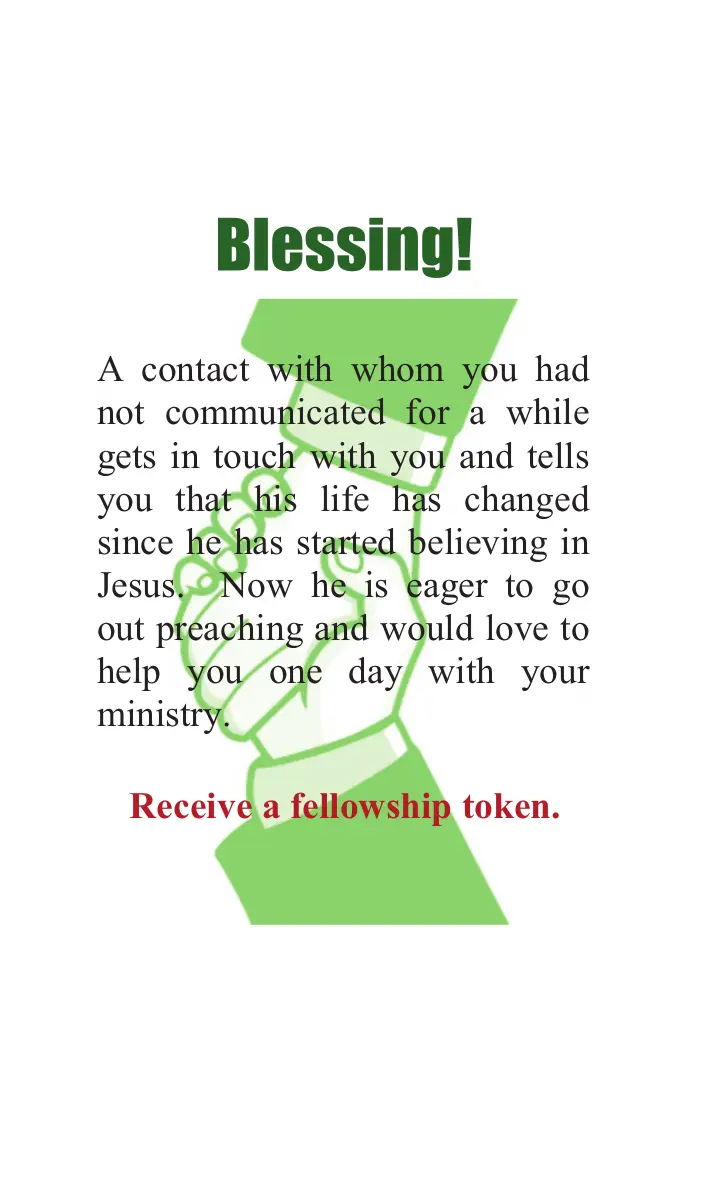 Blessing!
A contact with whom you had
not communicated for a while
gets in touch with you and tells
you that his life has changed
since he has started believing in
Jesus.  Now he is eager to go
out preaching and would love to
help you one day with your
ministry.
Receive a fellowship token.